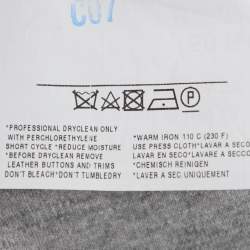 C07
P
*PROFESSIONAL DRYCLEAN ONLY
WITH PERCHLORETHYLENE
SHORT CYCLE *REDUCE MOISTURE
*BEFORE DRYCLEAN REMOVE
LEATHER BUTTONS AND TRIMS
DON'T BLEACH*DON'T TUMBLEDRY
*WARM IRON 110 C (230 F)
USE PRESS CLOTH*LAVAR A
LAVAR EN SECO*LAVARE A
LAVAR EN SECO
*CHEMISCH REINIGEN
*LAVER A SEC UNIQUEMENT